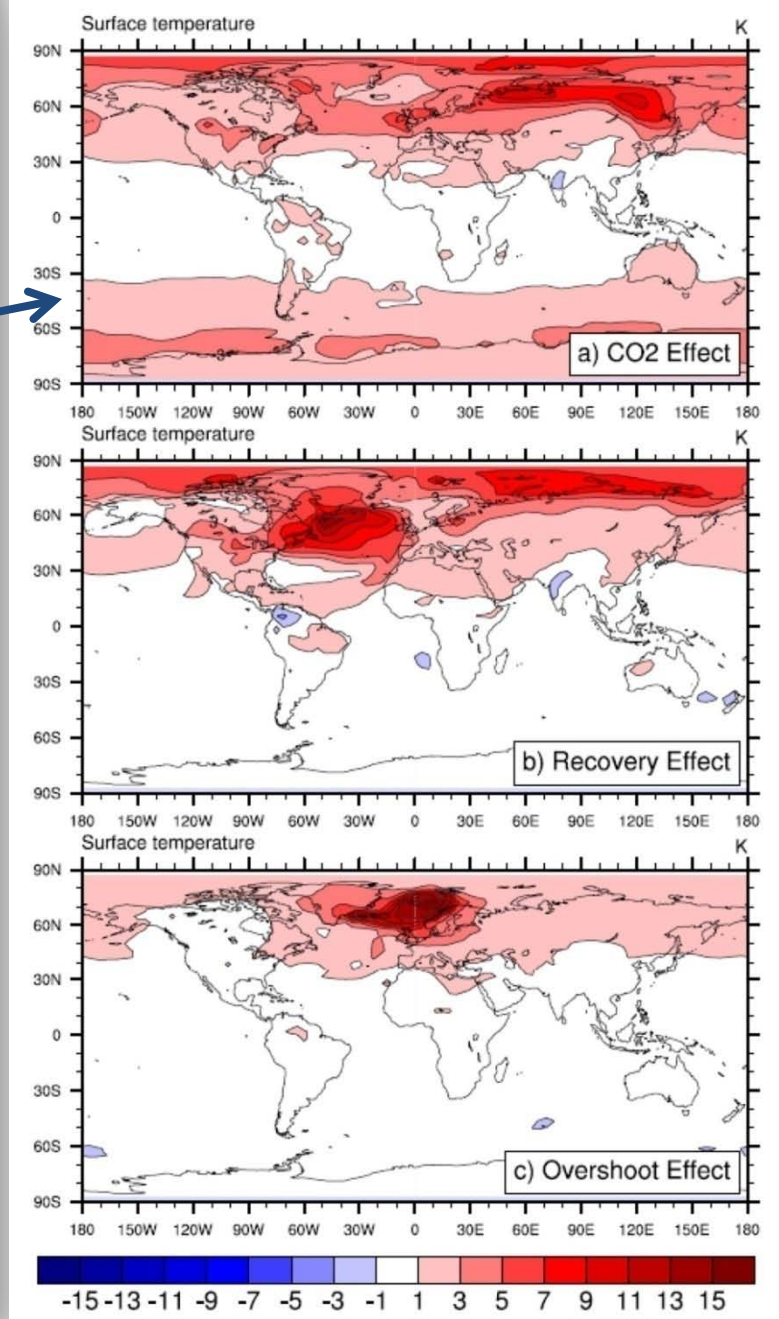 Surface temperature K
90N
60N
30N
0
30S
60S
90S
3
a) CO2 Effect
180 150W 120W 90W 60W 30W 0 30E 60E 90E 120E 150E 180
Surface temperature K
90N
60N
30N
0
30S
60S
90S
3
b) Recovery Effect
180 150W 120W 90W 60W 30W 0 30E 60E 90E 120E 150E 180
Surface temperature K
90N
60N
30N
0
30S
60S
90S
c) Overshoot Effect
180 150W 120W 90W 60W 30W 0 30E 60E 90E 120E 150E 180
-15 -13 -11 -9 -7 -5 -3 -1 1 3 5 7 9 11 13 15